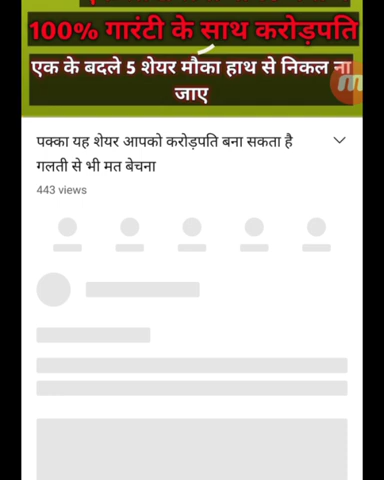 100% गारंटी के साथ करोड़पति
एक के बदले 5 शेयर मौका हाथ से निकल ना
जाए
पक्का यह शेयर आपको करोड़पति बना सकता है
गलती से भी मत बेचना
443 views